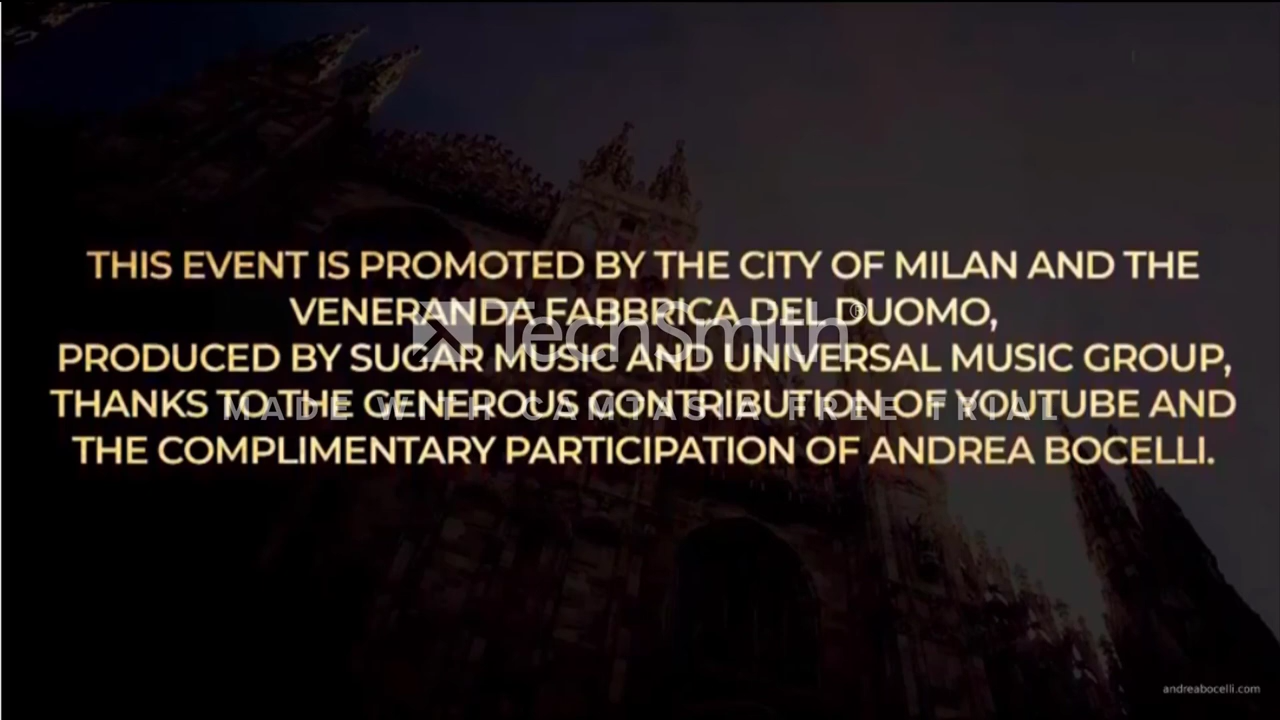 THIS EVENT IS PROMOTED BY THE CITY OF MILAN AND THE
VENERANDA FABBRICA DEL DUOMO,
TechSmith®
PRODUCED BY SUGAR MUSIC AND UNIVERSAL MUSIC GROUP,
THANKS TO THE GENEROUS CONTRIBUTION OF YOUTUBE AND
MADE WITH CAMTASIA FREE TRIAL
THE COMPLIMENTARY PARTICIPATION OF ANDREA BOCELLI.
andreabocelli.com